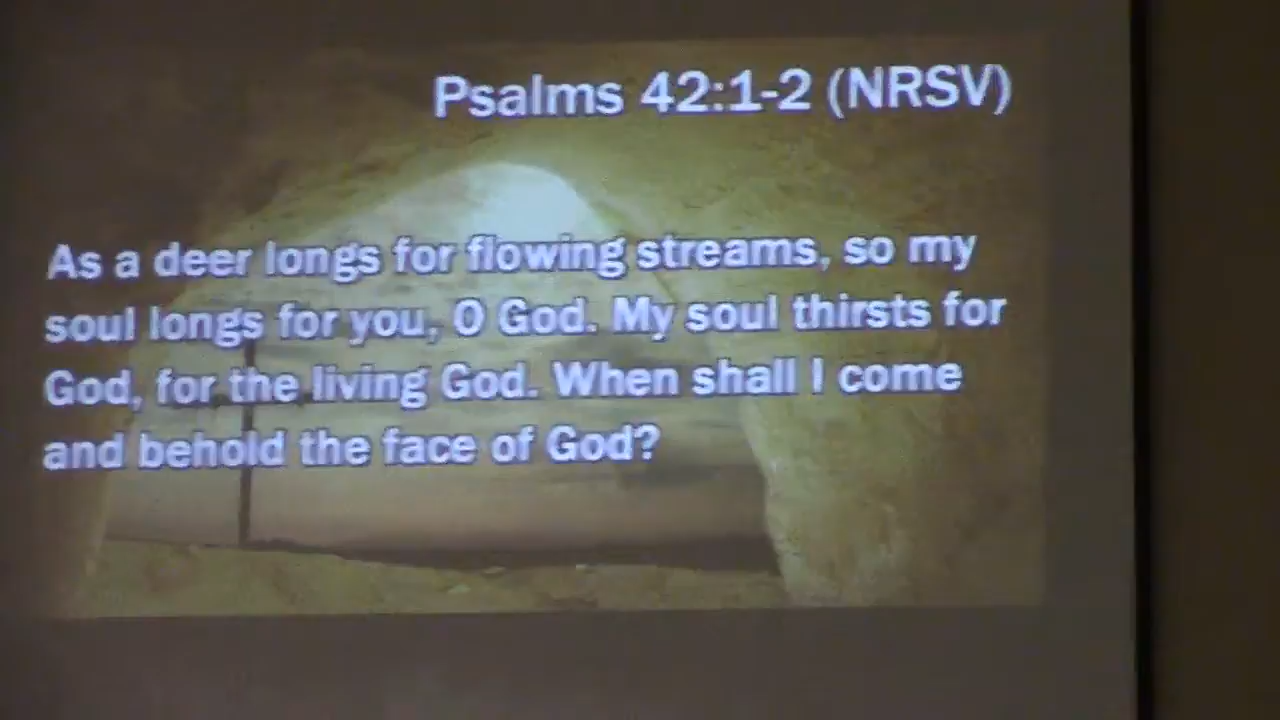 Psalms 42:1-2 (NRSV)
As a deer longs for flowing streams, so my
soul longs for you, O God. My soul thirsts for
God, for the living God. When shall I come
and behold the face of God?